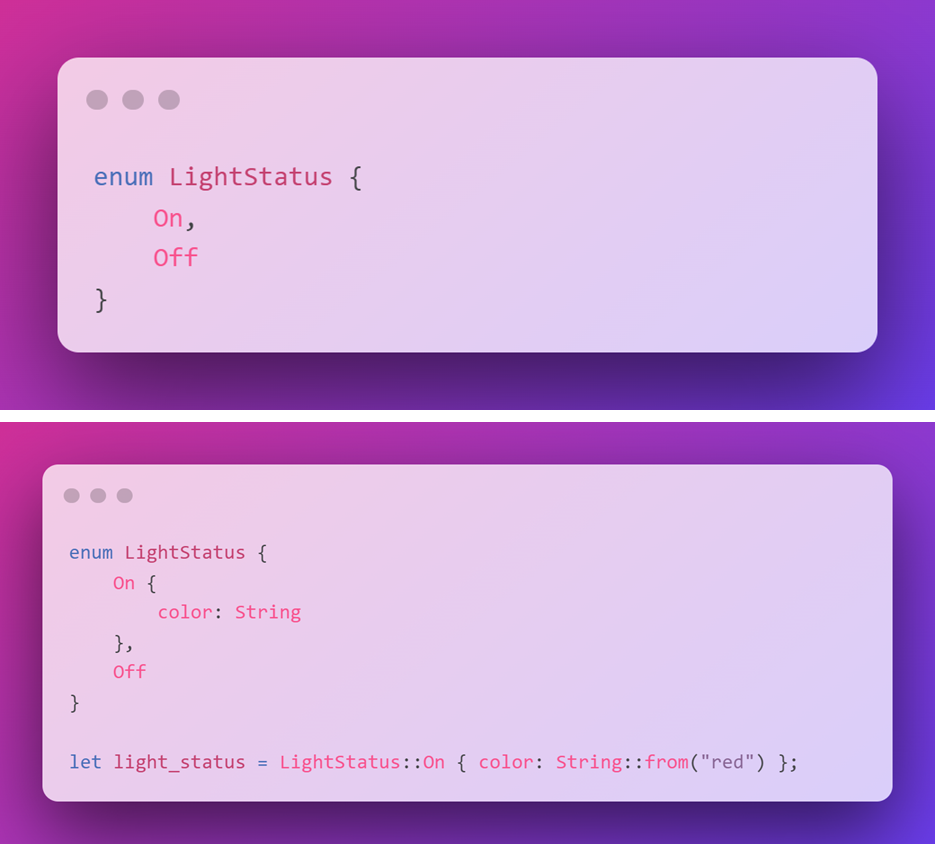 enum LightStatus {
    On,
    Off
}
enum LightStatus {
    On {
        color: String
    },
    Off
}
let light_status = LightStatus::On { color: String::from("red") };